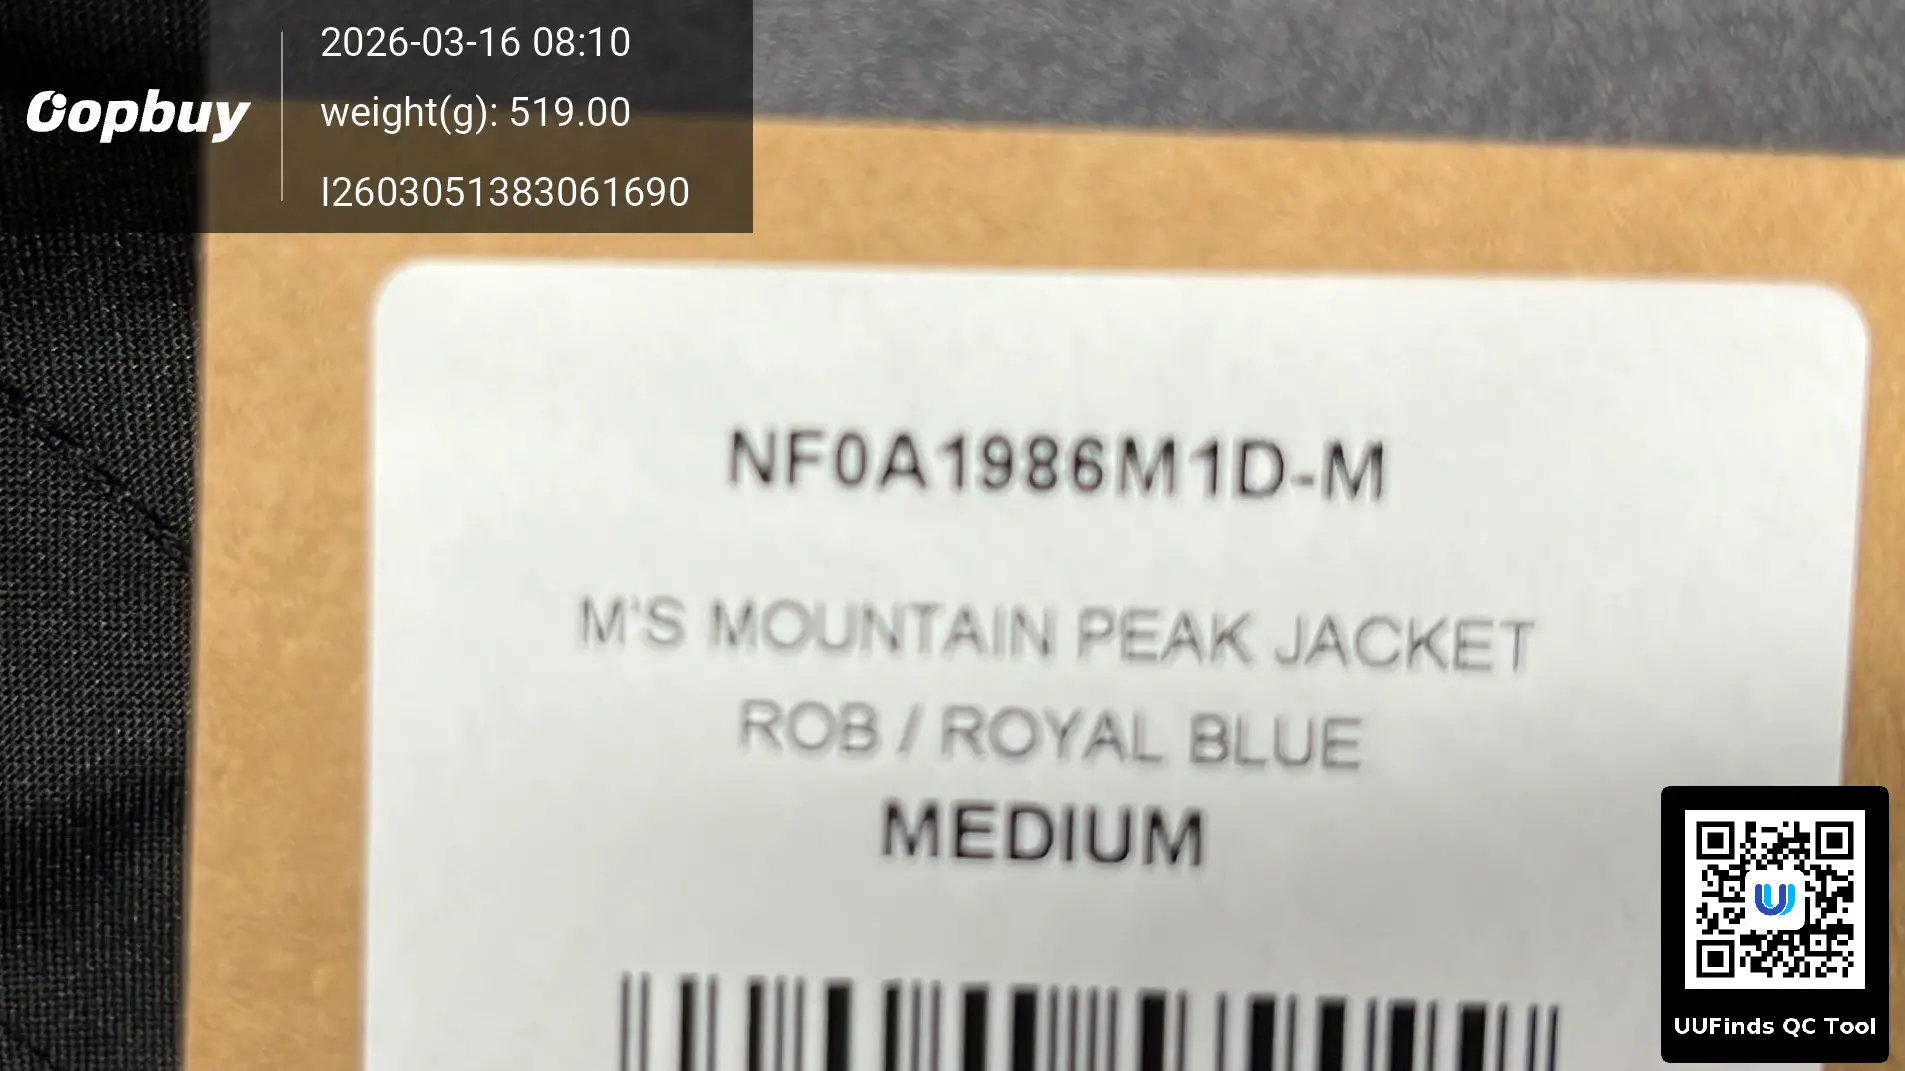 Oopbuy
2026-03-16 08:10
weight(g): 519.00
I2603051383061690
NF0A1986M1D-M
M'S MOUNTAIN PEAK JACKET
ROB / ROYAL BLUE
MEDIUM
UUFinds QC Tool